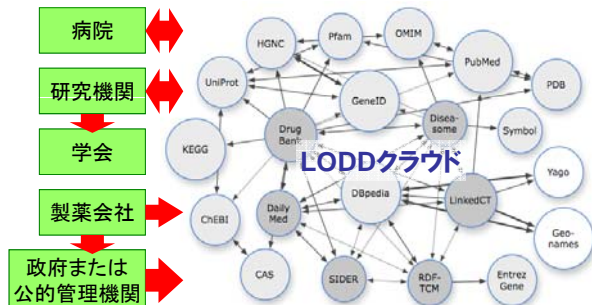 病院
研究機関
学会
製薬会社
政府または
公的管理機関
HGNC
Pfam
OMIM
PubMed
PDB
UniProt
GeneID
Drug
Bank
Disea-
some
Symbol
KEGG
LODDクラウド
Yago
DBpedia
LinkedCT
Daily
Med
ChEBI
Geo-
names
CAS
SIDER
RDF-
TCM
Entrez
Gene